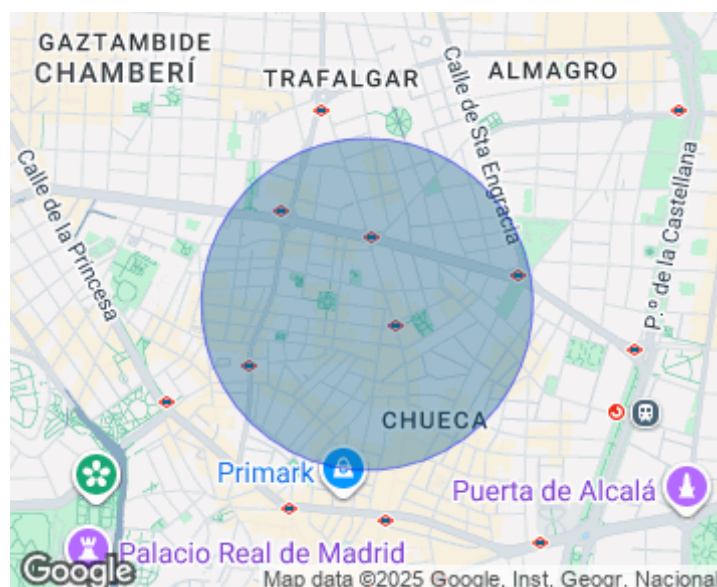 GAZTAMBIDE
CHAMBERÍ
TRAFALGAR
ALMAGRO
Calle de Sta Engracia
Calle de la Princesa
P.º de la Castellana
CHUECA
Primark
Puerta de Alcalá
Palacio Real de Madrid
Google
Map data ©2025 Google, Inst. Geogr. Nacional